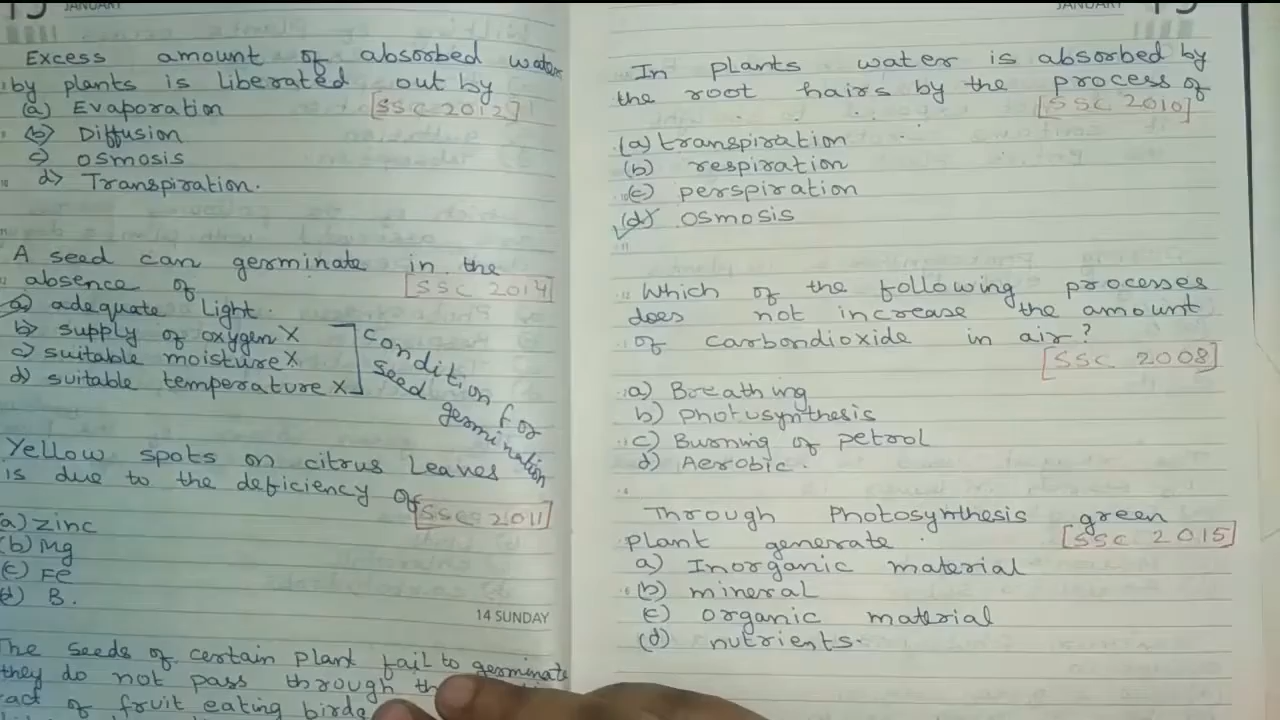 15 JANUARY
Excess amount of absorbed water
by plants is liberated out by
(a) Evaporation [SSC 2012]
(b) Diffusion
c) osmosis
d) Transpiration.
A seed can germinate in the
absence of [SSC 2014]
a) adequate Light.
b) supply of oxygen X
c) suitable moisture X
d) suitable temperature X
condition for
seed germination
Yellow spots on citrus Leaves
is due to the deficiency of
[SSC 2011]
(a) zinc
(b) Mg
(c) Fe
(d) B.
14 SUNDAY
The seeds of certain plant fail to germinate
they do not pass through
of fruit eating birds
JANUARY
In plants water is absorbed by
the root hairs by the process of
[SSC 2010]
(a) transpiration
(b) respiration
(c) perspiration
(d) osmosis
Which of the following processes
does not increase the amount
of carbondioxide in air?
[SSC 2008]
a) Breathing
b) Photusynthesis
c) Burning of petrol
d) Aerobic.
Through Photosynthesis green
plant generate [SSC 2015]
a) Inorganic material
(b) mineral
(c) organic material
(d) nutrients.